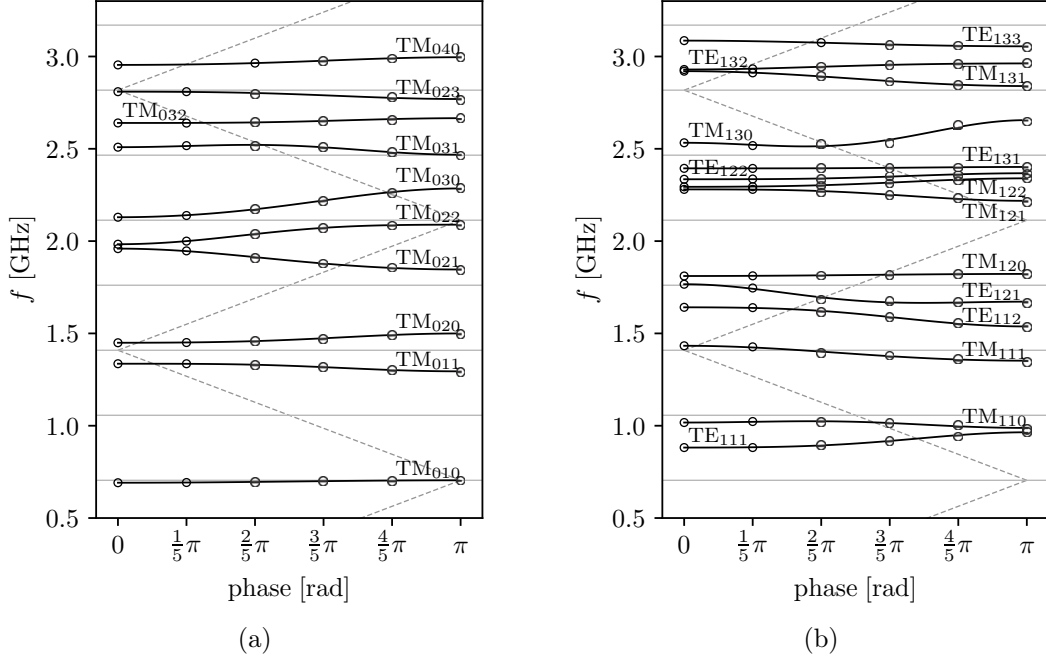 TM₀₄₀
3.0
TM₀₂₃
TM₀₃₂
2.5
TM₀₃₁
TM₀₃₀
TM₀₂₂
2.0
TM₀₂₁
f [GHz]
1.5
TM₀₂₀
TM₀₁₁
1.0
TM₀₁₀
0.5
0 1/5π 2/5π 3/5π 4/5π π
phase [rad]
(a)
TE₁₃₃
3.0
TE₁₃₂
TM₁₃₁
2.5
TM₁₃₀
TE₁₃₁
TE₁₂₂
TM₁₂₂
TM₁₂₁
2.0
f [GHz]
TM₁₂₀
TE₁₂₁
TE₁₁₂
1.5
TM₁₁₁
1.0
TM₁₁₀
TE₁₁₁
0.5
0 1/5π 2/5π 3/5π 4/5π π
phase [rad]
(b)